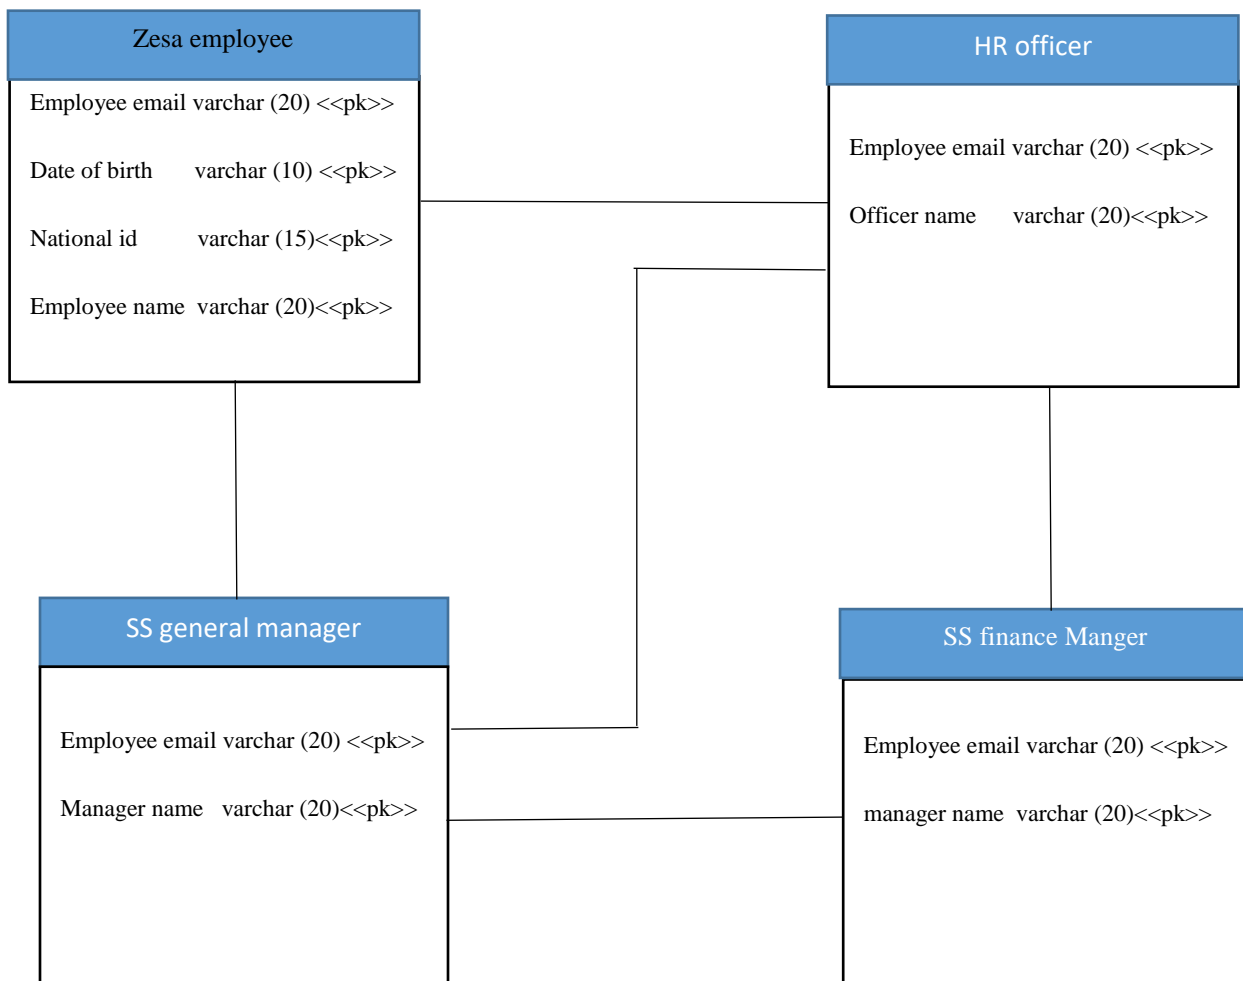 Zesa employee
Employee email varchar (20) <<pk>>
Date of birth varchar (10) <<pk>>
National id varchar (15)<<pk>>
Employee name varchar (20)<<pk>>
HR officer
Employee email varchar (20) <<pk>>
Officer name varchar (20)<<pk>>
SS general manager
Employee email varchar (20) <<pk>>
Manager name varchar (20)<<pk>>
SS finance Manger
Employee email varchar (20) <<pk>>
manager name varchar (20)<<pk>>